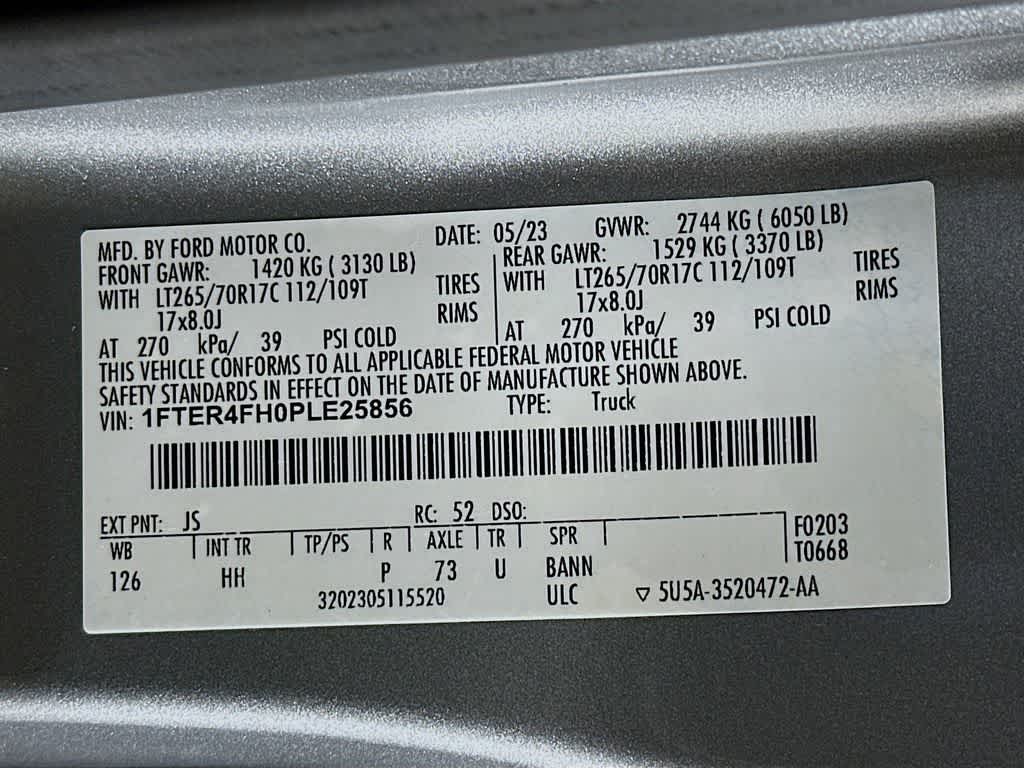 MFD. BY FORD MOTOR CO. DATE: 05/23 GVWR: 2744 KG ( 6050 LB)
FRONT GAWR: 1420 KG ( 3130 LB) REAR GAWR: 1529 KG ( 3370 LB)
WITH LT265/70R17C 112/109T TIRES WITH LT265/70R17C 112/109T TIRES
17x8.0J RIMS 17x8.0J RIMS
AT 270 kPa/ 39 PSI COLD AT 270 kPa/ 39 PSI COLD
THIS VEHICLE CONFORMS TO ALL APPLICABLE FEDERAL MOTOR VEHICLE
SAFETY STANDARDS IN EFFECT ON THE DATE OF MANUFACTURE SHOWN ABOVE.
VIN: 1FTER4FH0PLE25856 TYPE: Truck
EXT PNT: JS RC: 52 DSO:
WB INT TR TP/PS R AXLE TR SPR F0203
126 HH P 73 U BANN T0668
3202305115520 ULC ▽ 5U5A-3520472-AA